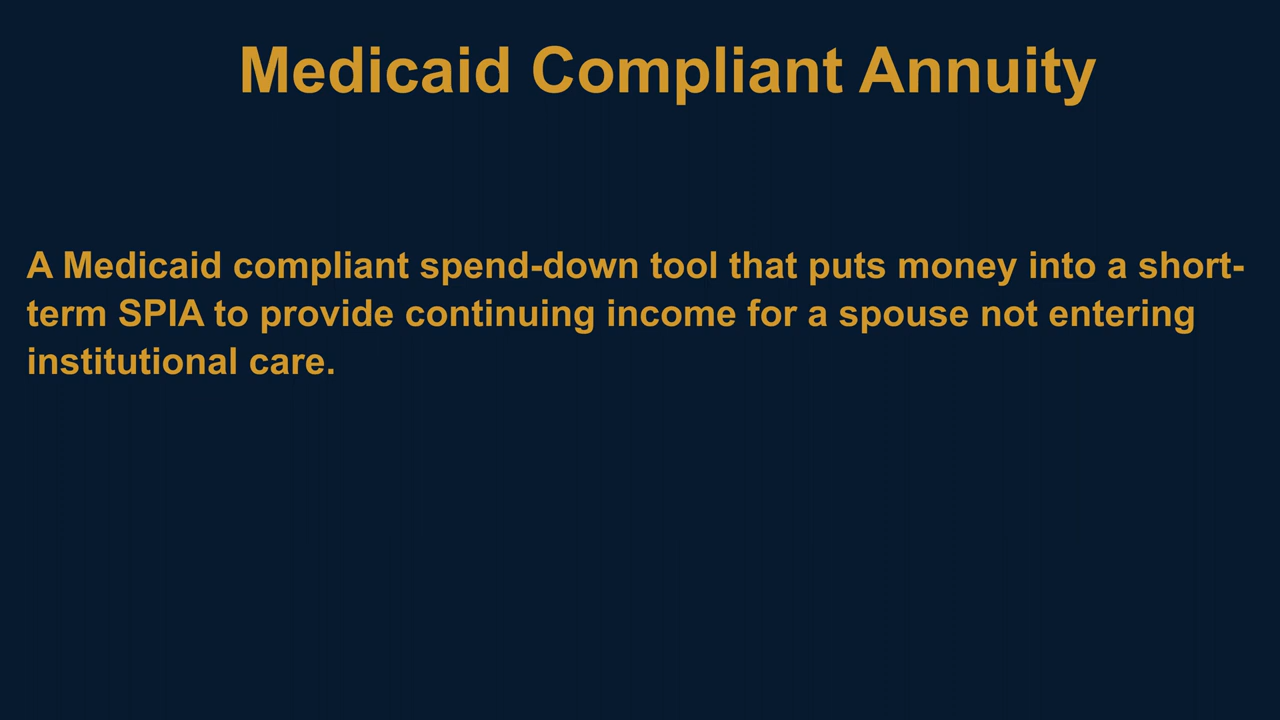 Medicaid Compliant Annuity
A Medicaid compliant spend-down tool that puts money into a short-
term SPIA to provide continuing income for a spouse not entering
institutional care.